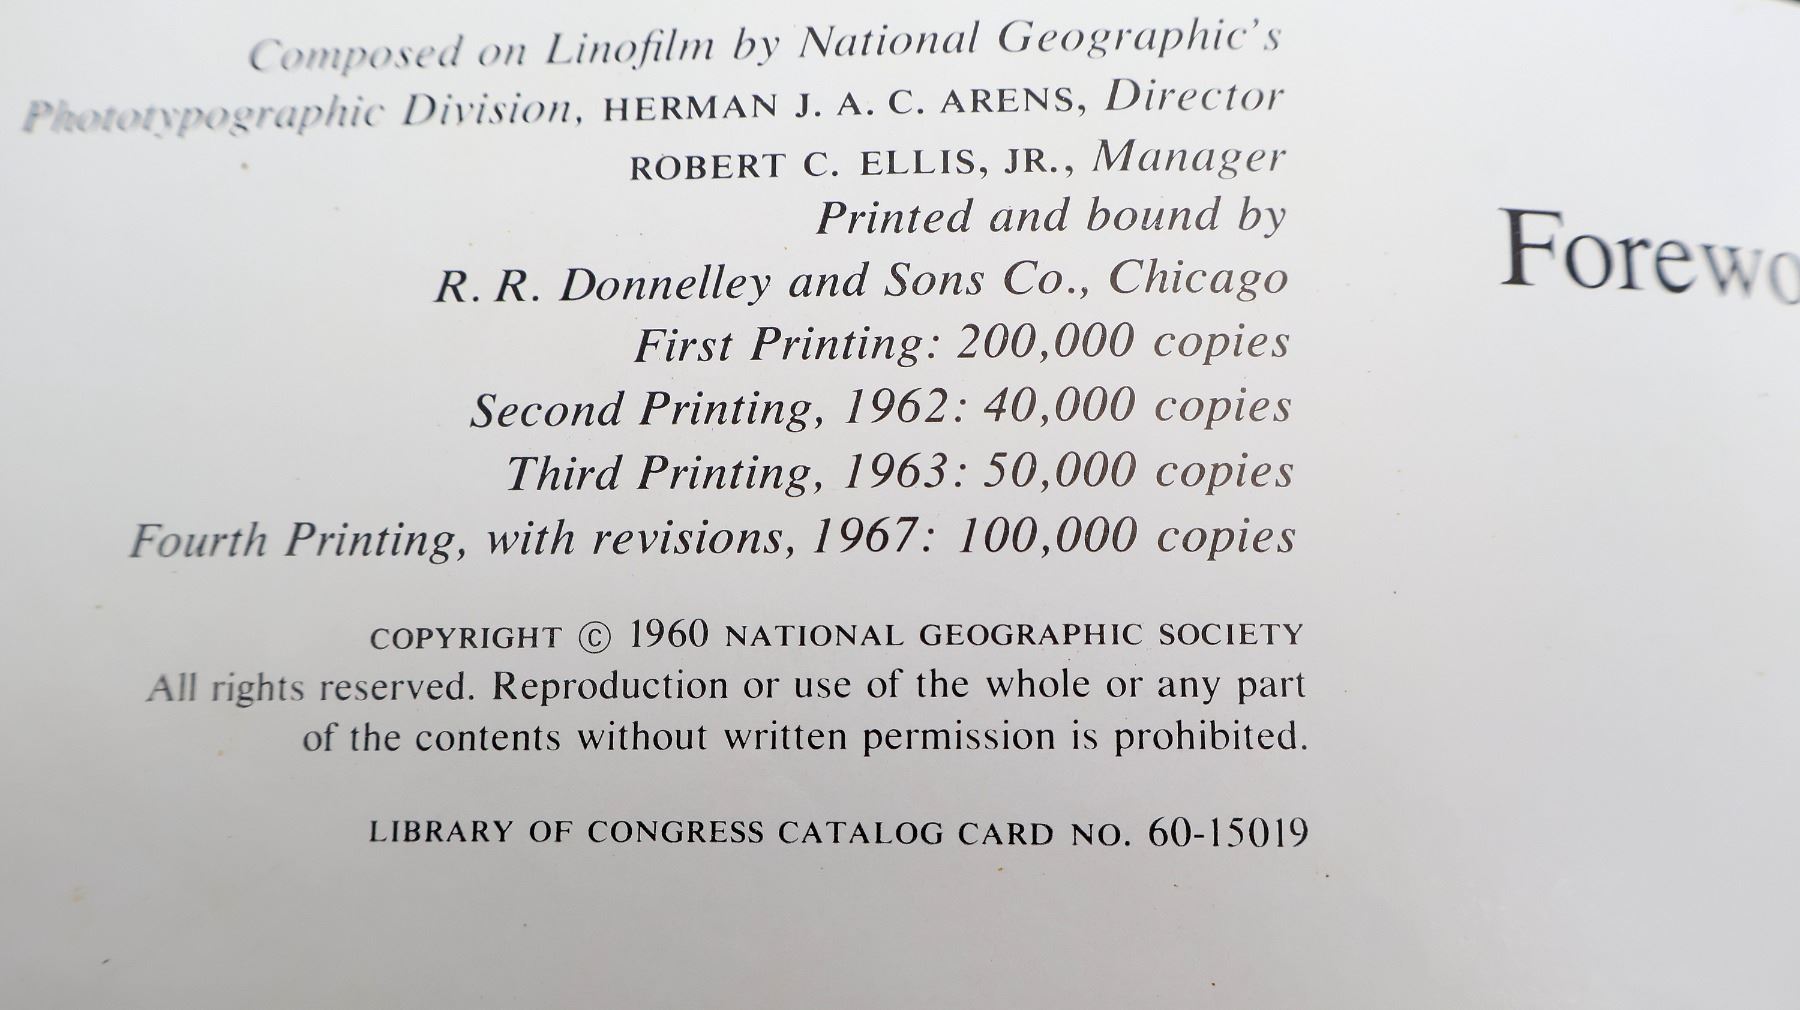 Composed on Linofilm by National Geographic's
Phototypographic Division, HERMAN J. A. C. ARENS, Director
ROBERT C. ELLIS, JR., Manager
Printed and bound by
R. R. Donnelley and Sons Co., Chicago
First Printing: 200,000 copies
Second Printing, 1962: 40,000 copies
Third Printing, 1963: 50,000 copies
Fourth Printing, with revisions, 1967: 100,000 copies
COPYRIGHT © 1960 NATIONAL GEOGRAPHIC SOCIETY
All rights reserved. Reproduction or use of the whole or any part
of the contents without written permission is prohibited.
LIBRARY OF CONGRESS CATALOG CARD NO. 60-15019
Forewo